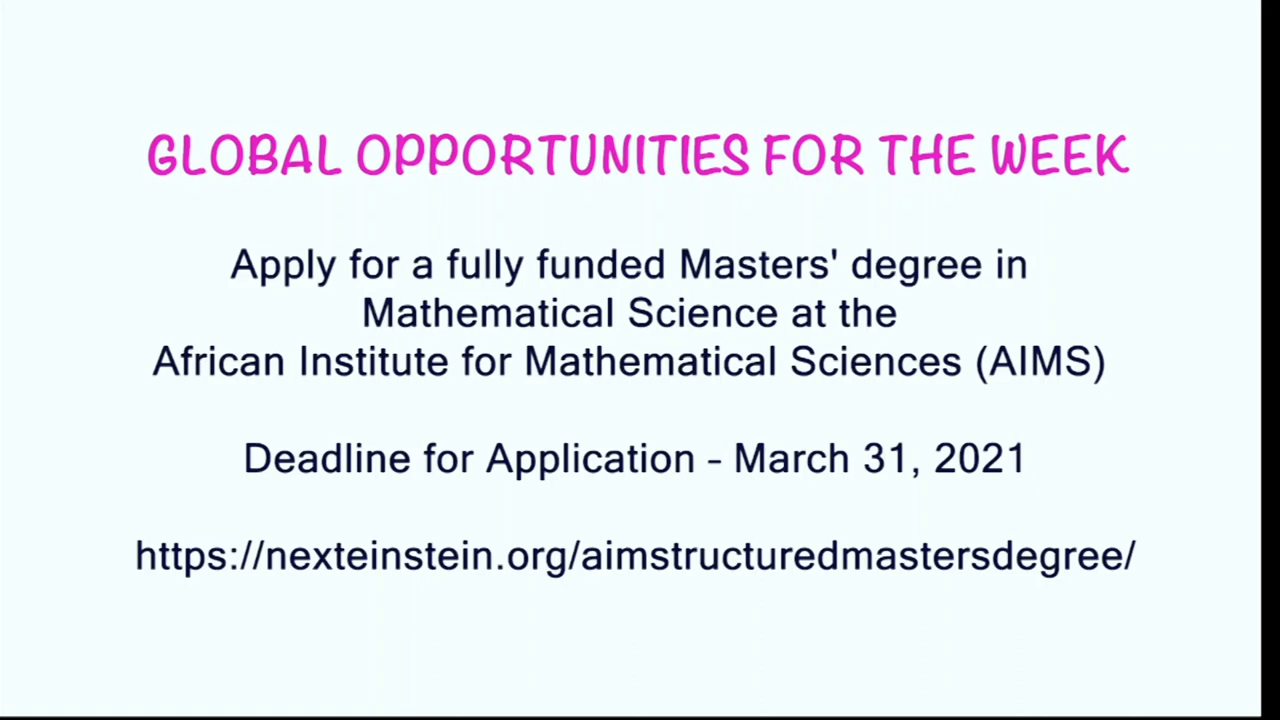 GLOBAL OPPORTUNITIES FOR THE WEEK
Apply for a fully funded Masters' degree in
Mathematical Science at the
African Institute for Mathematical Sciences (AIMS)
Deadline for Application - March 31, 2021
https://nexteinstein.org/aimstructuredmastersdegree/